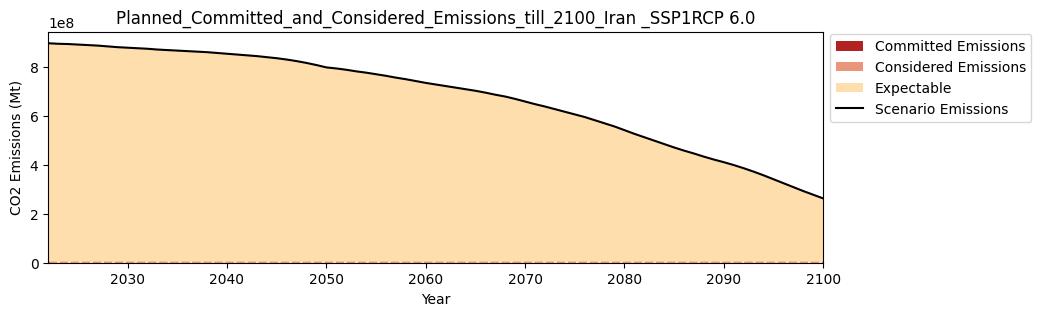 Planned_Committed_and_Considered_Emissions_till_2100_Iran _SSP1RCP 6.0
1e8
8
6
4
2
0
CO2 Emissions (Mt)
2030 2040 2050 2060 2070 2080 2090 2100
Year
Committed Emissions
Considered Emissions
Expectable
Scenario Emissions